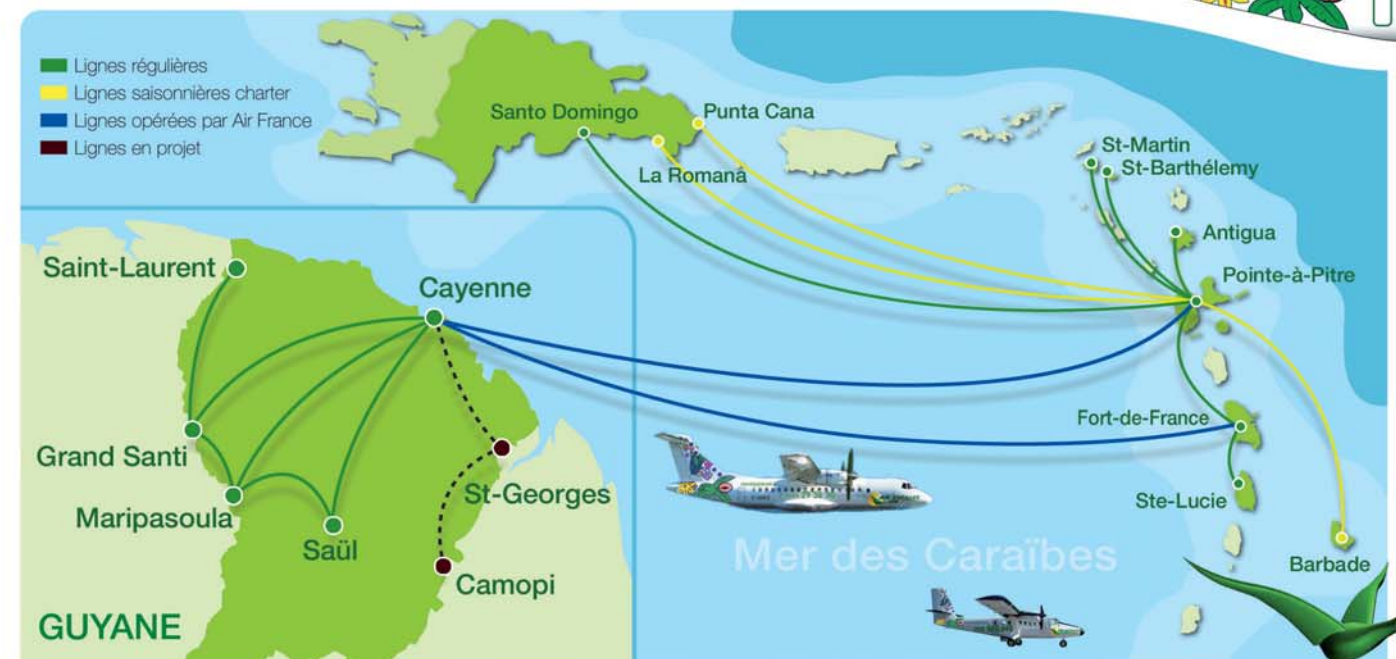 Lignes régulières
Lignes saisonnières charter
Lignes opérées par Air France
Lignes en projet
Santo Domingo
Punta Cana
La Romana
St-Martin
St-Barthélemy
Antigua
Pointe-à-Pitre
Saint-Laurent
Cayenne
Fort-de-France
Grand Santi
St-Georges
Ste-Lucie
Maripasoula
Saül
Mer des Caraïbes
Barbade
Camopi
GUYANE